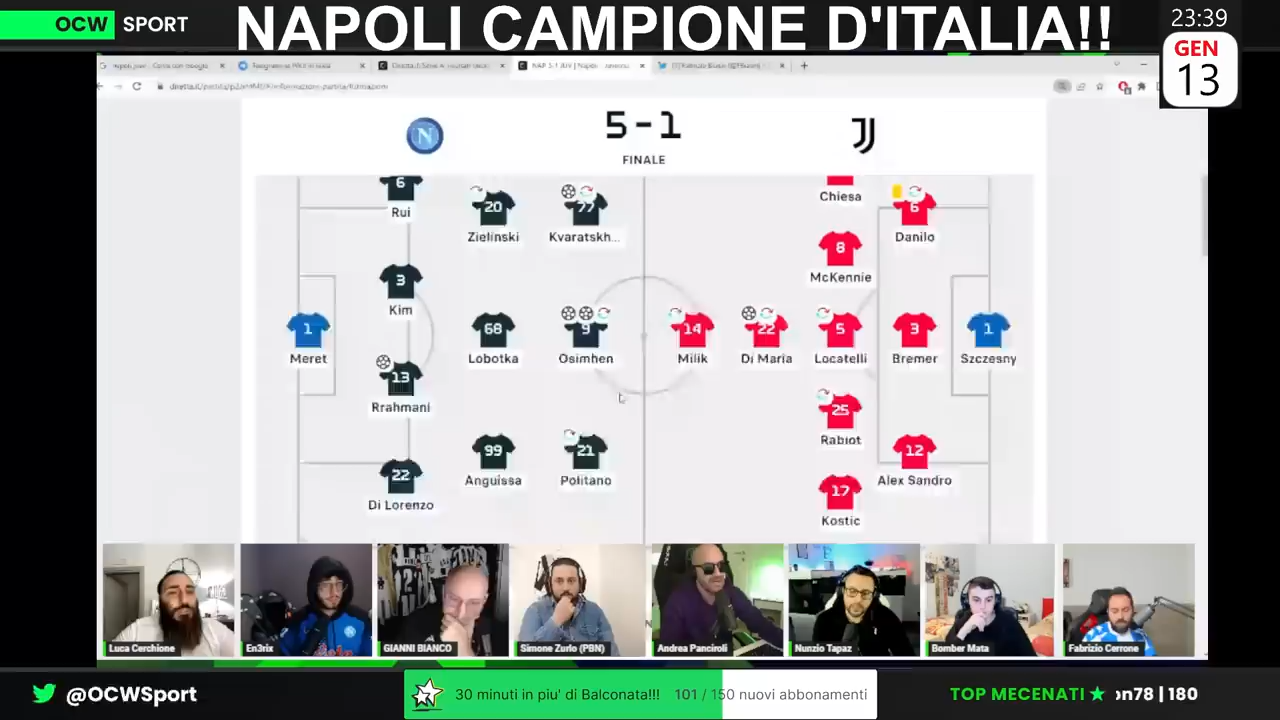 OCW SPORT
NAPOLI CAMPIONE D'ITALIA!!
23:39
GEN
13
5-1
FINALE
N
6
Rui
20
Zielinski
77
Kvaratskh...
Chiesa
6
Danilo
8
McKennie
3
Kim
1
Meret
68
Lobotka
9
Osimhen
14
Milik
22
Di Maria
5
Locatelli
3
Bremer
1
Szczesny
13
Rrahmani
25
Rabiot
22
Di Lorenzo
99
Anguissa
21
Politano
12
Alex Sandro
17
Kostic
Luca Cerchione
En3rix
GIANNI BIANCO
Simone Zurlo (PBN)
Andrea Panciroli
Nunzio Tapaz
Bomber Mata
Fabrizio Cerrone
@OCWSport
30 minuti in piu' di Balconata!!!
101 / 150 nuovi abbonamenti
TOP MECENATI ★ on78 | 180